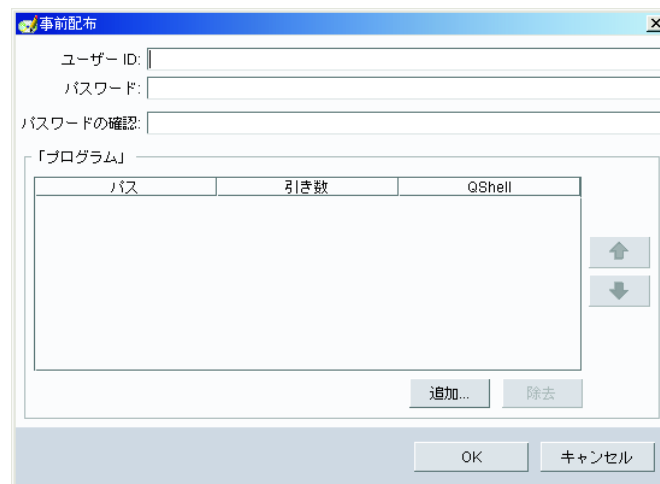 事前配布
ユーザー ID:
パスワード:
パスワードの確認:
「プログラム」
パス 引き数 QShell
追加... 除去
OK キャンセル